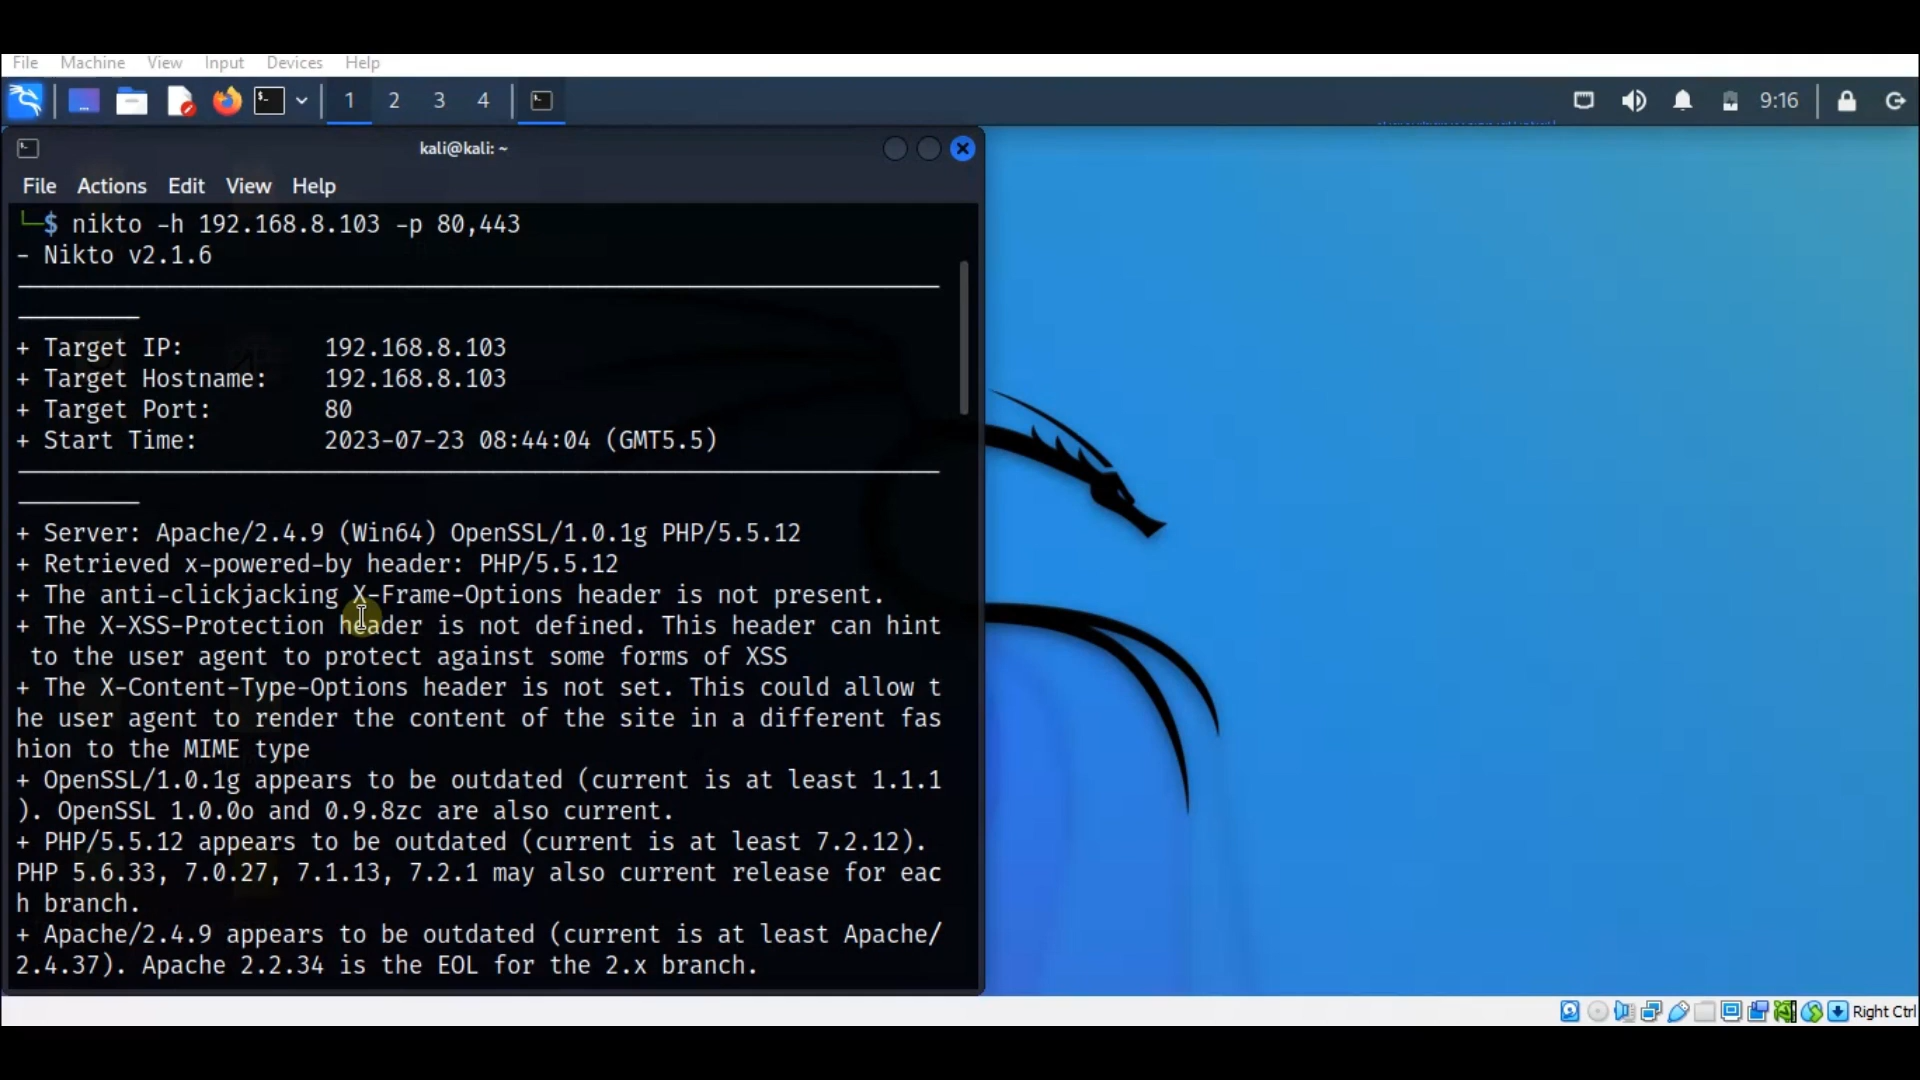 File Machine View Input Devices Help
1 2 3 4 9:16
kali@kali: ~
File Actions Edit View Help
└─$ nikto -h 192.168.8.103 -p 80,443
- Nikto v2.1.6
+ Target IP: 192.168.8.103
+ Target Hostname: 192.168.8.103
+ Target Port: 80
+ Start Time: 2023-07-23 08:44:04 (GMT5.5)
+ Server: Apache/2.4.9 (Win64) OpenSSL/1.0.1g PHP/5.5.12
+ Retrieved x-powered-by header: PHP/5.5.12
+ The anti-clickjacking X-Frame-Options header is not present.
+ The X-XSS-Protection header is not defined. This header can hint
to the user agent to protect against some forms of XSS
+ The X-Content-Type-Options header is not set. This could allow t
he user agent to render the content of the site in a different fas
hion to the MIME type
+ OpenSSL/1.0.1g appears to be outdated (current is at least 1.1.1
). OpenSSL 1.0.0o and 0.9.8zc are also current.
+ PHP/5.5.12 appears to be outdated (current is at least 7.2.12).
PHP 5.6.33, 7.0.27, 7.1.13, 7.2.1 may also current release for eac
h branch.
+ Apache/2.4.9 appears to be outdated (current is at least Apache/
2.4.37). Apache 2.2.34 is the EOL for the 2.x branch.
Right Ctrl